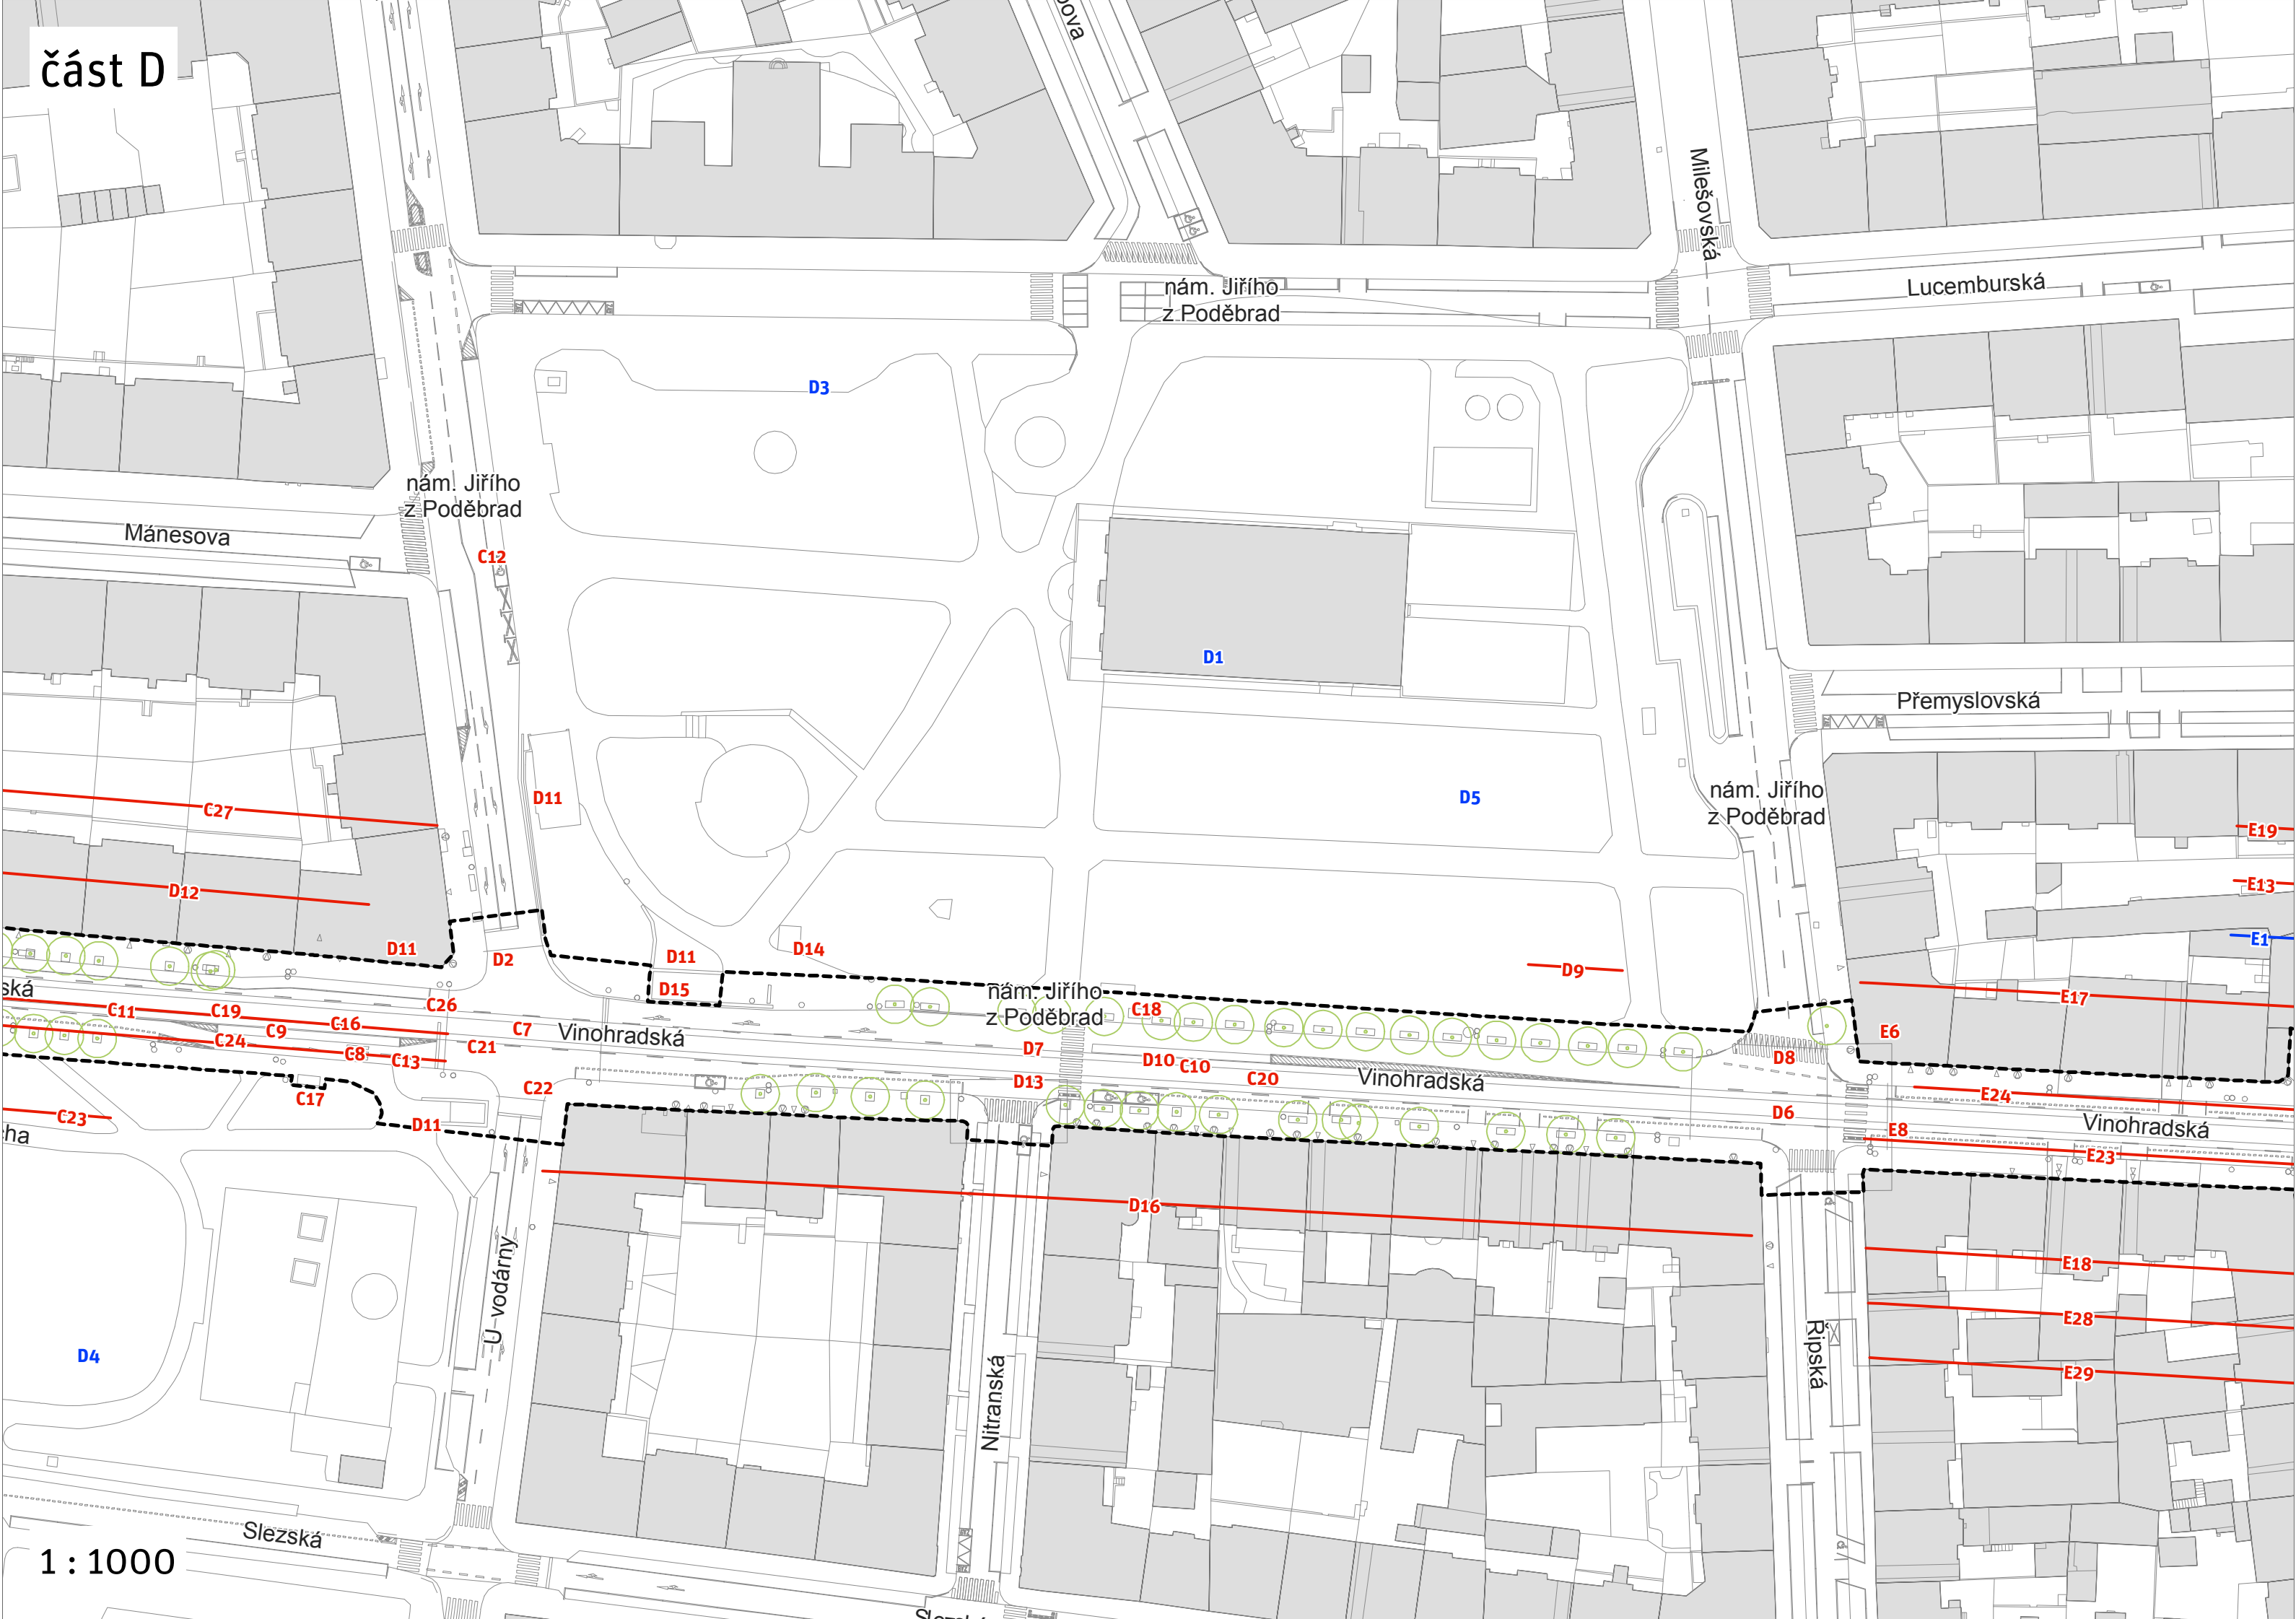 část D
Milešovská
nám. Jiřího
z Poděbrad
Lucemburská
D3
nám. Jiřího
z Poděbrad
Mánesova
C12
D1
Přemyslovská
nám. Jiřího
z Poděbrad
D11
D5
C27
E19
D12
E13
D11
D2
D11
D14
D9
E1
D15
nám. Jiřího
z Poděbrad
E17
ská
C11
C19
C26
C18
C9
C16
C7
Vinohradská
E6
C24
C8
C13
C21
D7
D10
C10
D8
C22
D13
C20
Vinohradská
C17
E24
C23
D11
D6
Vinohradská
cha
E8
E23
D16
U vodárny
E18
E28
D4
Nitranská
Řipská
E29
Slezská
1 : 1000